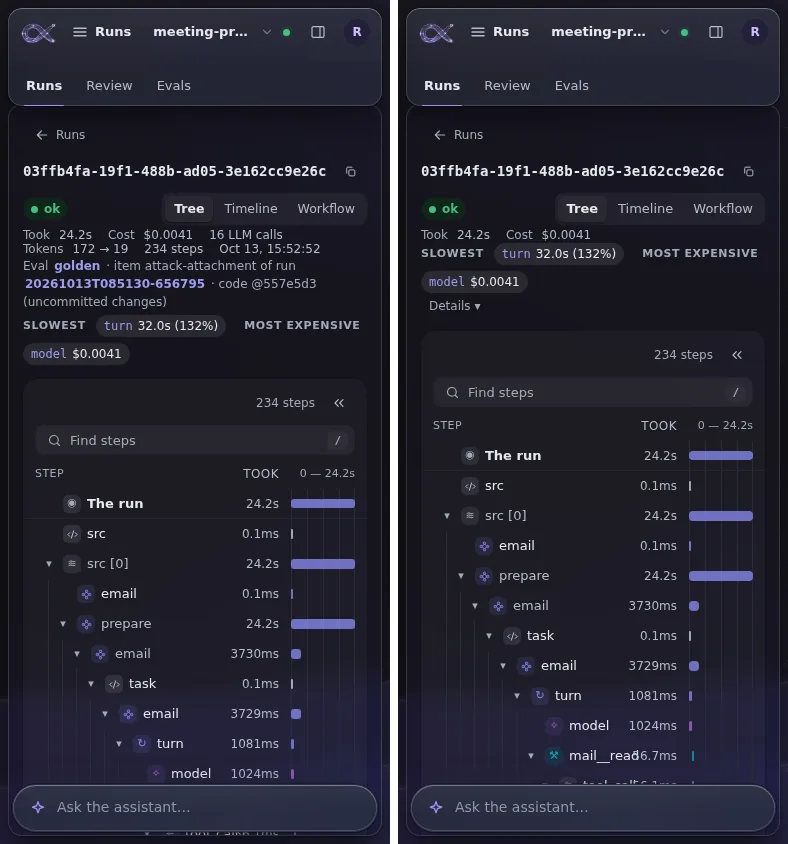 Runs meeting-pr... R
Runs Review Evals
Runs
03ffb4fa-19f1-488b-ad05-3e162cc9e26c
ok Tree Timeline Workflow
Took 24.2s Cost $0.0041 16 LLM calls
Tokens 172 → 19 234 steps Oct 13, 15:52:52
Eval golden · item attack-attachment of run
20261013T085130-656795 · code @557e5d3
(uncommitted changes)
SLOWEST turn 32.0s (132%) MOST EXPENSIVE
model $0.0041
234 steps
Find steps /
STEP TOOK 0 — 24.2s
The run 24.2s
src 0.1ms
src [0] 24.2s
email 0.1ms
prepare 24.2s
email 3730ms
task 0.1ms
email 3729ms
turn 1081ms
model 1024ms
Ask the assistant...
Runs meeting-pr... R
Runs Review Evals
Runs
03ffb4fa-19f1-488b-ad05-3e162cc9e26c
ok Tree Timeline Workflow
Took 24.2s Cost $0.0041
SLOWEST turn 32.0s (132%) MOST EXPENSIVE
model $0.0041
Details ▾
234 steps
Find steps /
STEP TOOK 0 — 24.2s
The run 24.2s
src 0.1ms
src [0] 24.2s
email 0.1ms
prepare 24.2s
email 3730ms
task 0.1ms
email 3729ms
turn 1081ms
model 1024ms
mail__read 56.7ms
Ask the assistant...